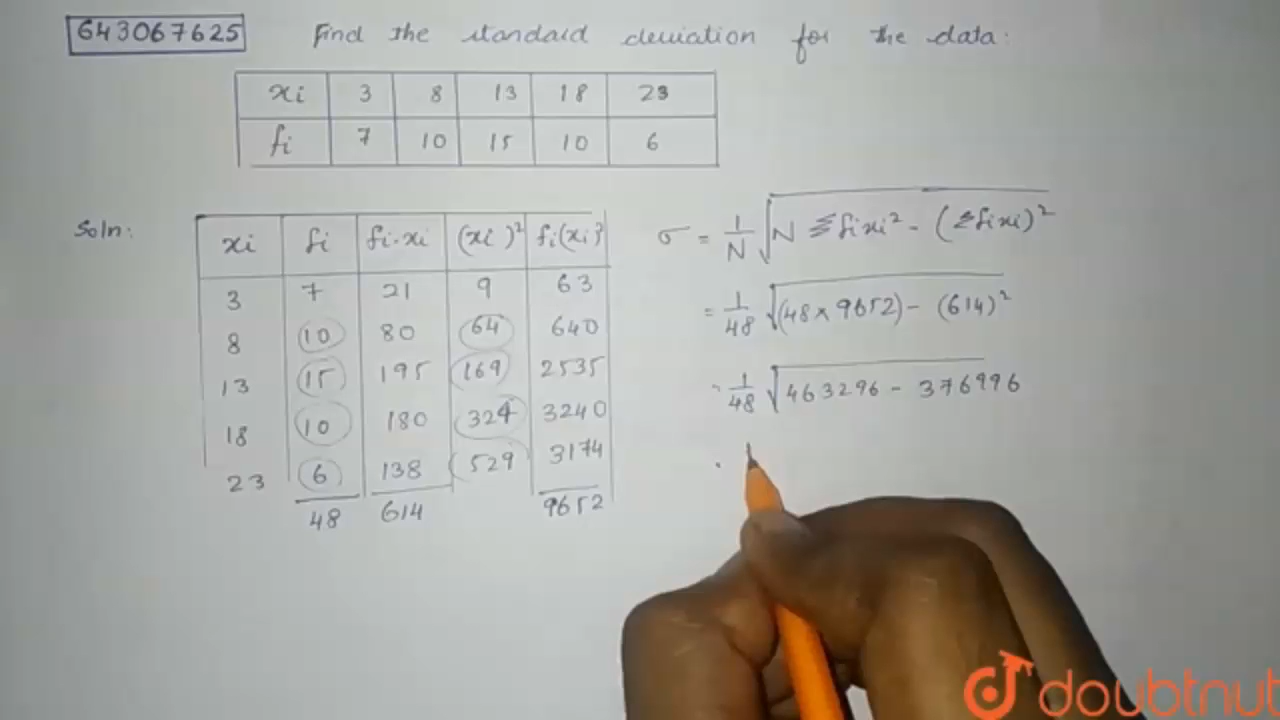 643067625 Find the standard deviation for the data:
xi 3 8 13 18 23
fi 7 10 15 10 6
Soln:
xi fi fi.xi (xi )² fi(xi)²
3 7 21 9 63
8 10 80 64 640
13 15 195 169 2535
18 10 180 324 3240
23 6 138 529 3174
48 614 9652
σ = 1/N √N Σfixi² - (Σfixi)²
= 1/48 √(48×9652) - (614)²
= 1/48 √463296 - 376996
doubtnut